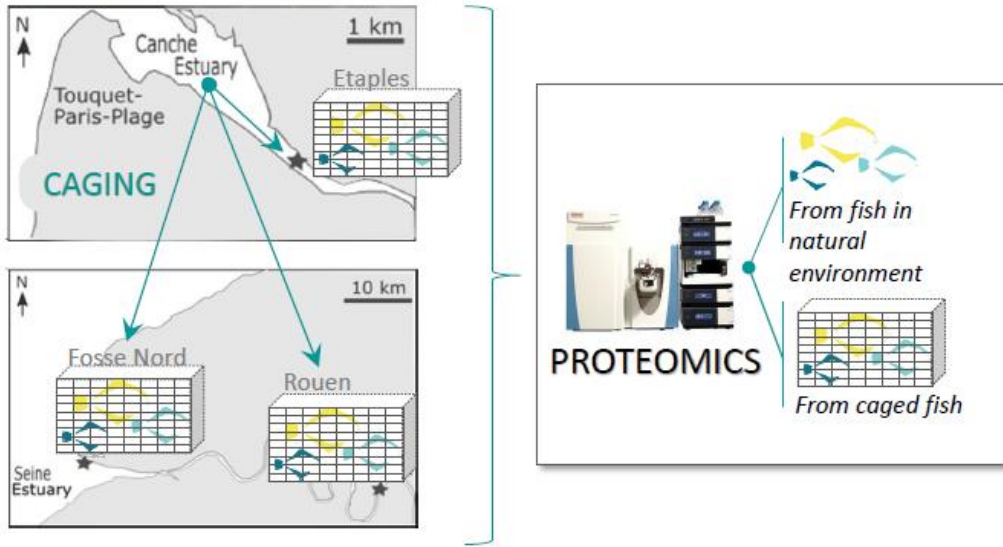 N
1 km
Canche
Estuary
Etaples
Touquet-
Paris-Plage
CAGING
N
10 km
Fosse Nord
Rouen
Seine
Estuary
PROTEOMICS
From fish in
natural
environment
From caged fish